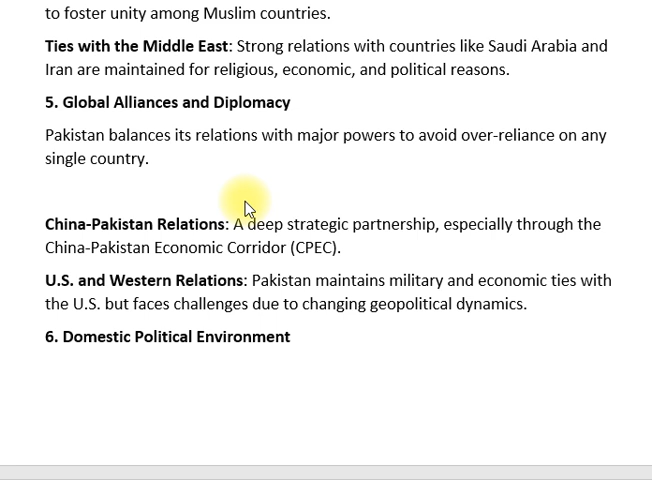 to foster unity among Muslim countries.
Ties with the Middle East: Strong relations with countries like Saudi Arabia and
Iran are maintained for religious, economic, and political reasons.
5. Global Alliances and Diplomacy
Pakistan balances its relations with major powers to avoid over-reliance on any
single country.
China-Pakistan Relations: A deep strategic partnership, especially through the
China-Pakistan Economic Corridor (CPEC).
U.S. and Western Relations: Pakistan maintains military and economic ties with
the U.S. but faces challenges due to changing geopolitical dynamics.
6. Domestic Political Environment